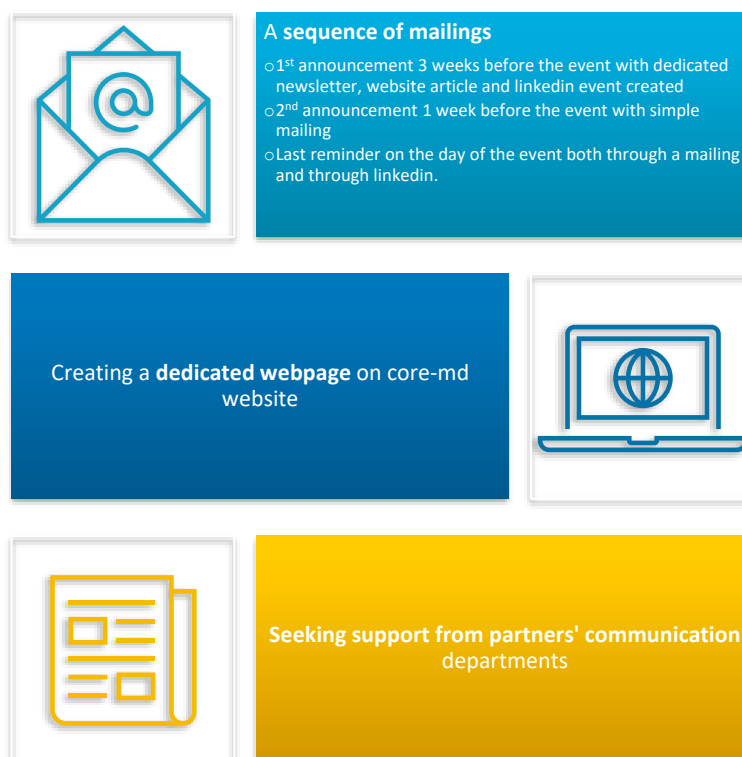 A sequence of mailings
o1st announcement 3 weeks before the event with dedicated
newsletter, website article and linkedin event created
o2nd announcement 1 week before the event with simple
mailing
oLast reminder on the day of the event both through a mailing
and through linkedin.
Creating a dedicated webpage on core-md
website
Seeking support from partners' communication
departments